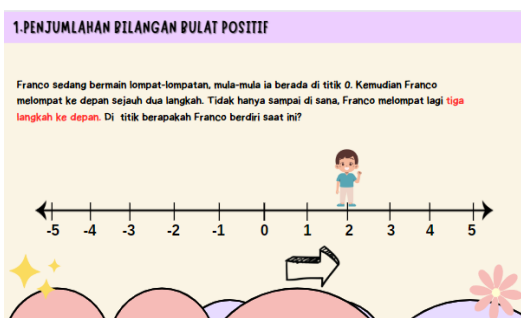 1.PENJUMLAHAN BILANGAN BULAT POSITIF
Franco sedang bermain lompat-lompatan, mula-mula ia berada di titik 0. Kemudian Franco
melompat ke depan sejauh dua langkah. Tidak hanya sampai di sana, Franco melompat lagi tiga
langkah ke depan. Di titik berapakah Franco berdiri saat ini?
-5 -4 -3 -2 -1 0 1 2 3 4 5